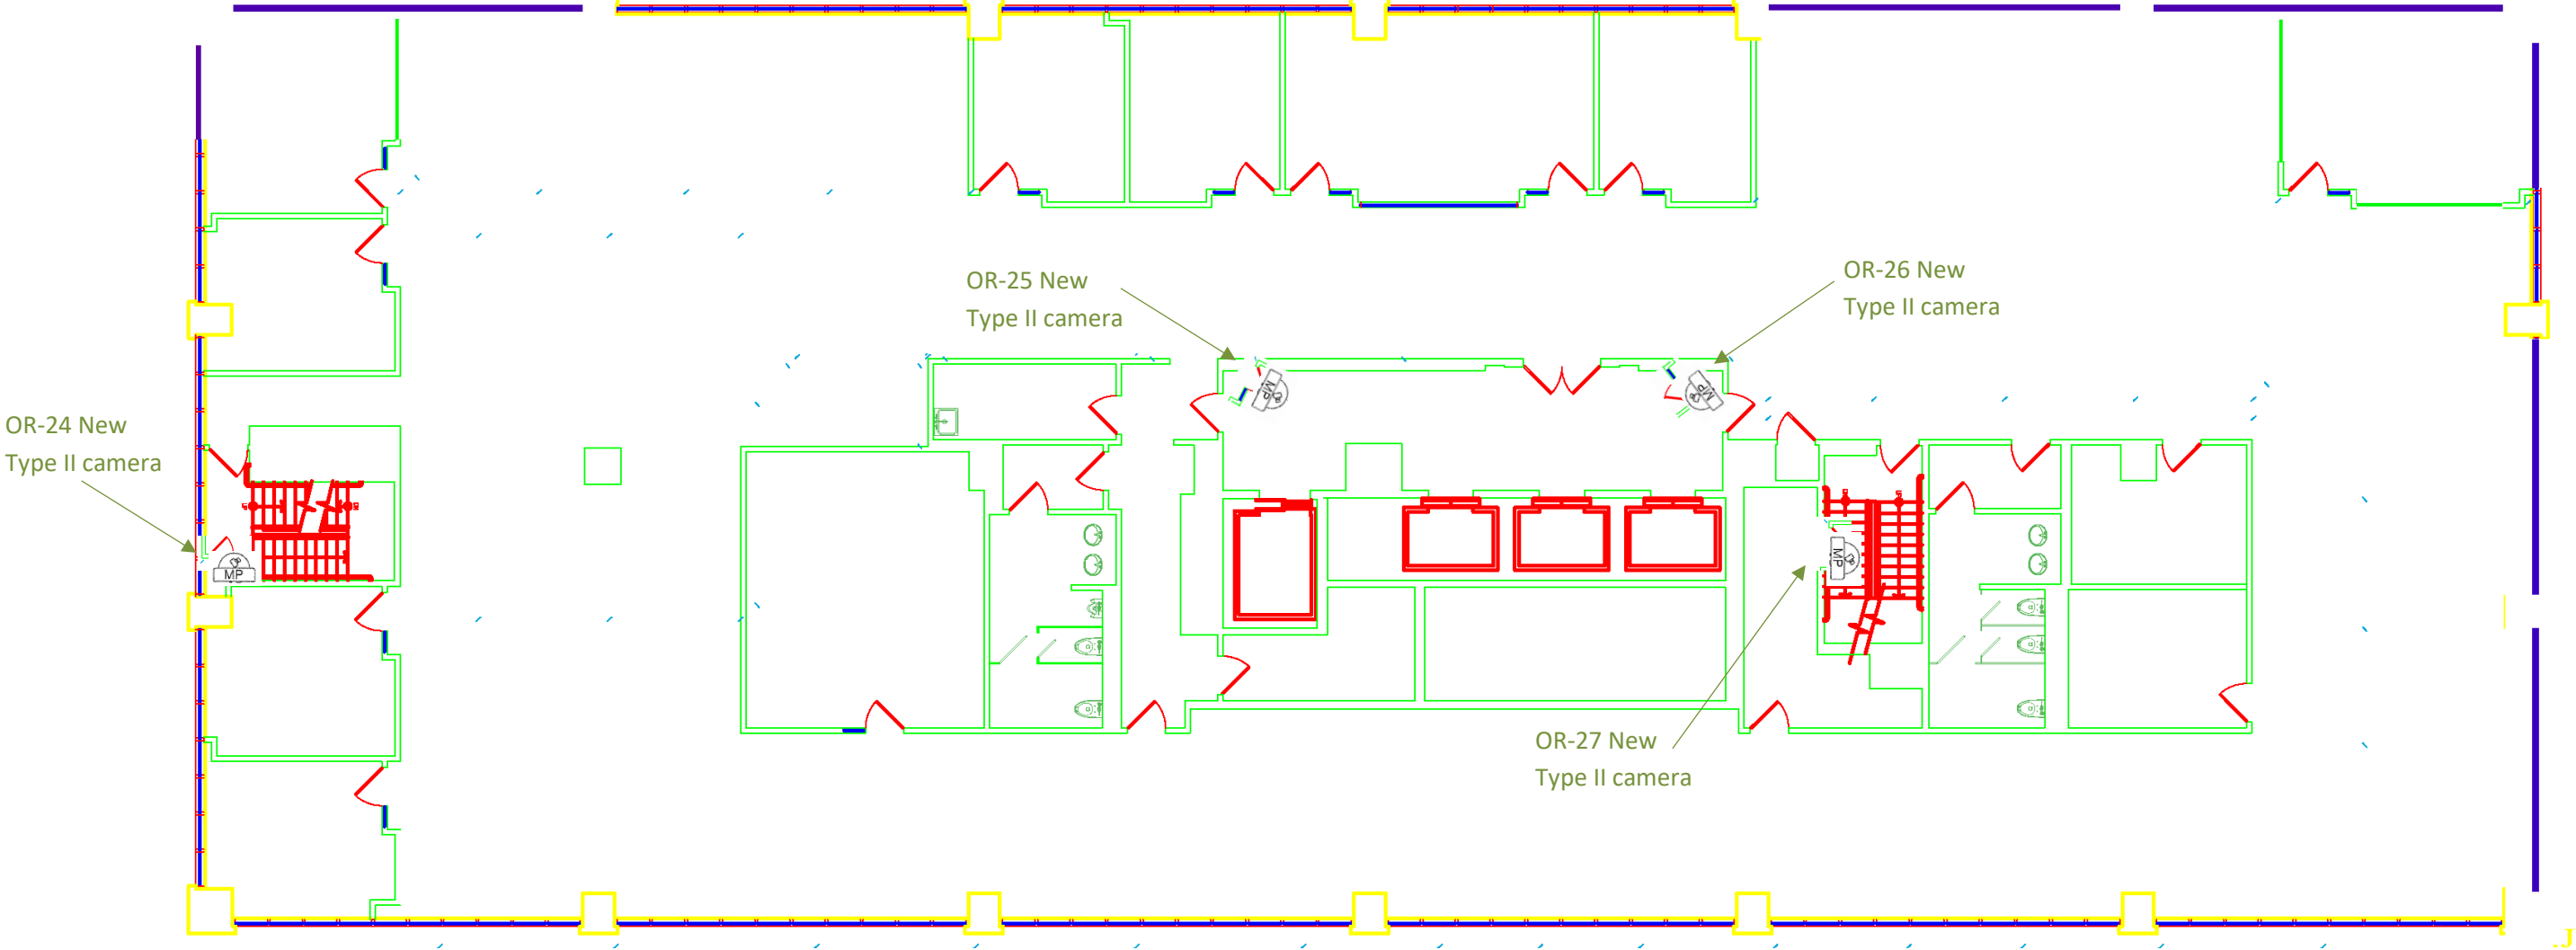 OR-25 New
Type II camera
OR-26 New
Type II camera
OR-24 New
Type II camera
MP
MP
MP
MP
OR-27 New
Type II camera